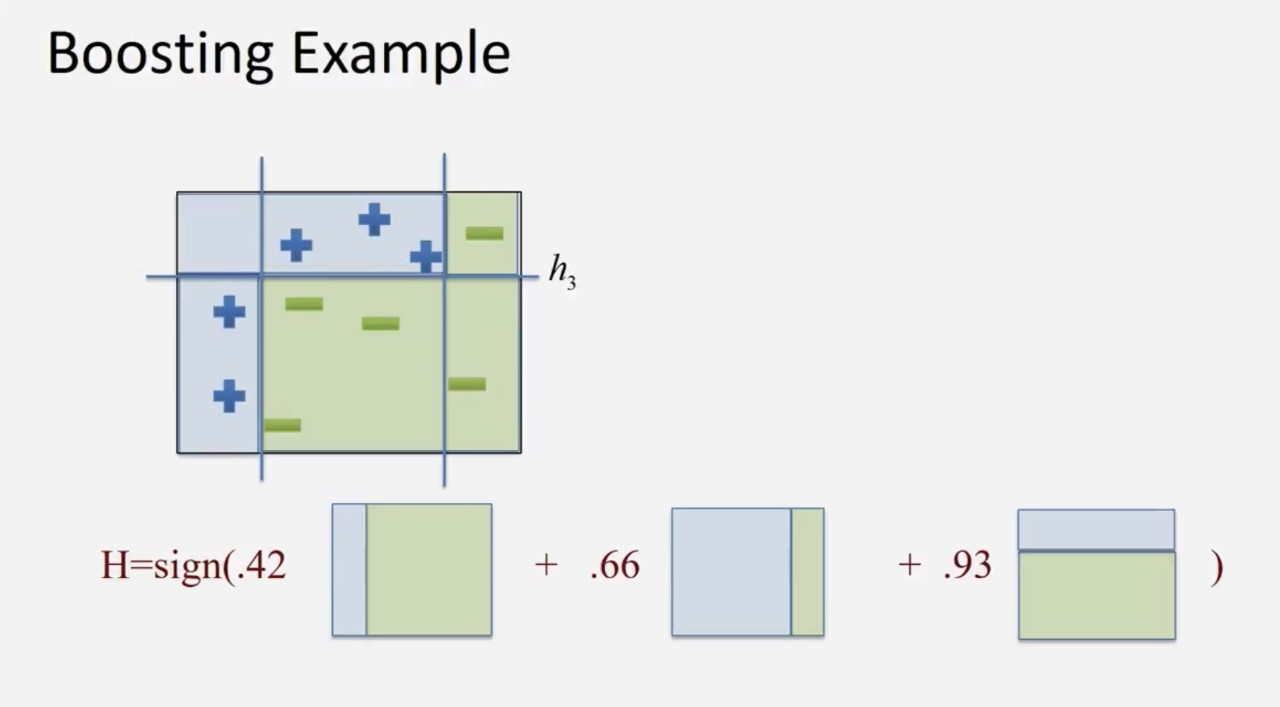 Boosting Example
h₃
H=sign(.42 + .66 + .93 )